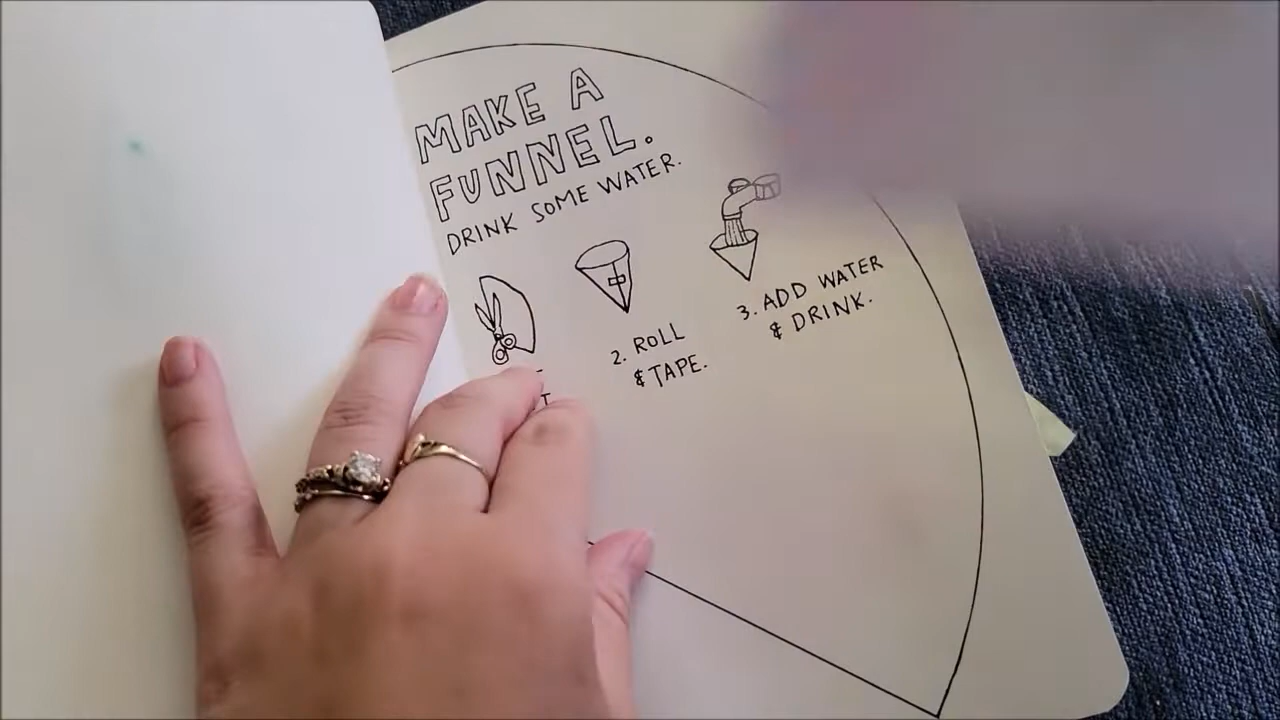 MAKE A
FUNNEL.
DRINK SOME WATER.
2. ROLL
& TAPE.
3. ADD WATER
& DRINK.